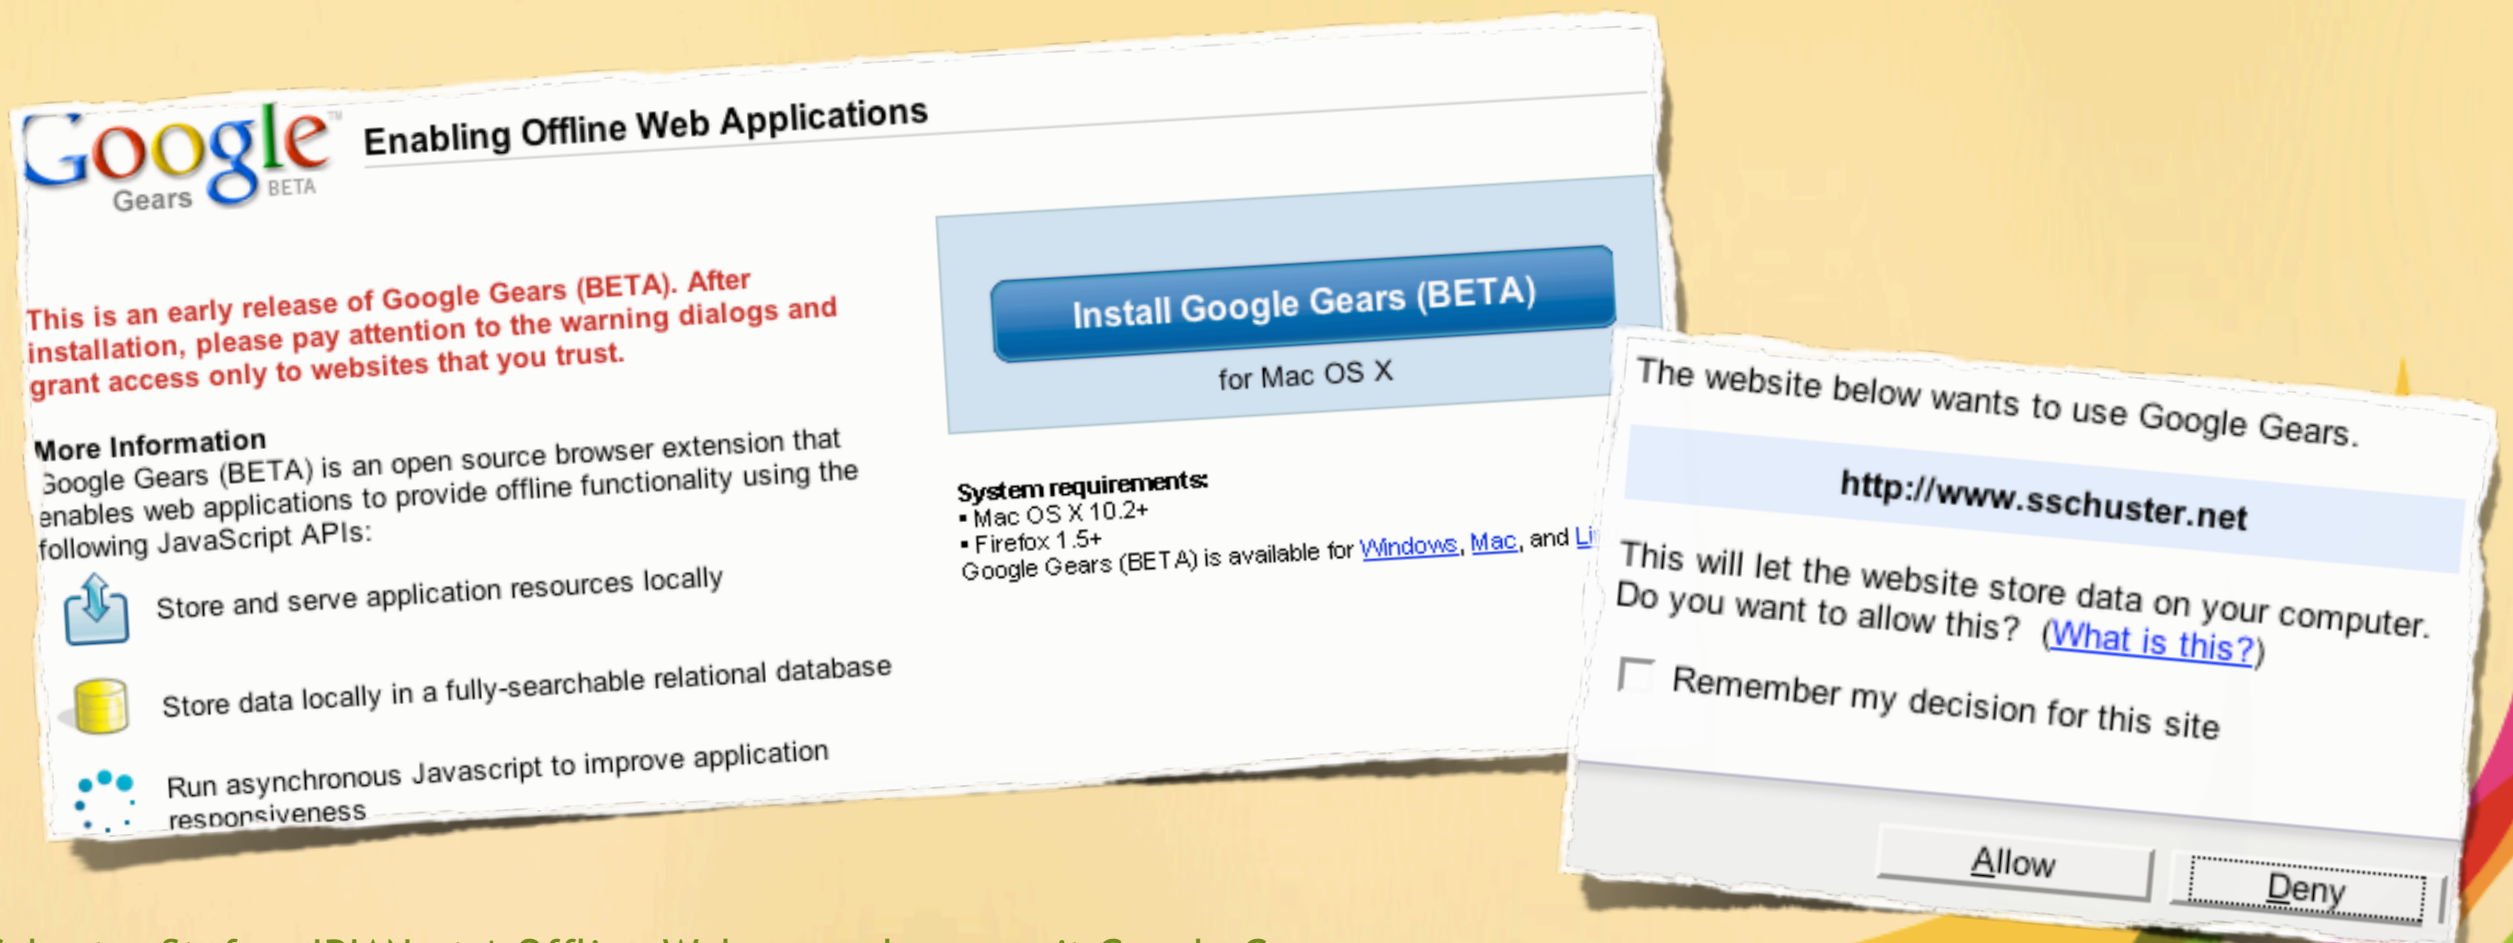 Google™
Gears BETA
Enabling Offline Web Applications
This is an early release of Google Gears (BETA). After
installation, please pay attention to the warning dialogs and
grant access only to websites that you trust.
More Information
Google Gears (BETA) is an open source browser extension that
enables web applications to provide offline functionality using the
following JavaScript APIs:
Store and serve application resources locally
Store data locally in a fully-searchable relational database
Run asynchronous Javascript to improve application
responsiveness
Install Google Gears (BETA)
for Mac OS X
System requirements:
▪ Mac OS X 10.2+
▪ Firefox 1.5+
Google Gears (BETA) is available for Windows, Mac, and
The website below wants to use Google Gears.
http://www.sschuster.net
This will let the website store data on your computer.
Do you want to allow this? (What is this?)
Remember my decision for this site
Allow
Deny